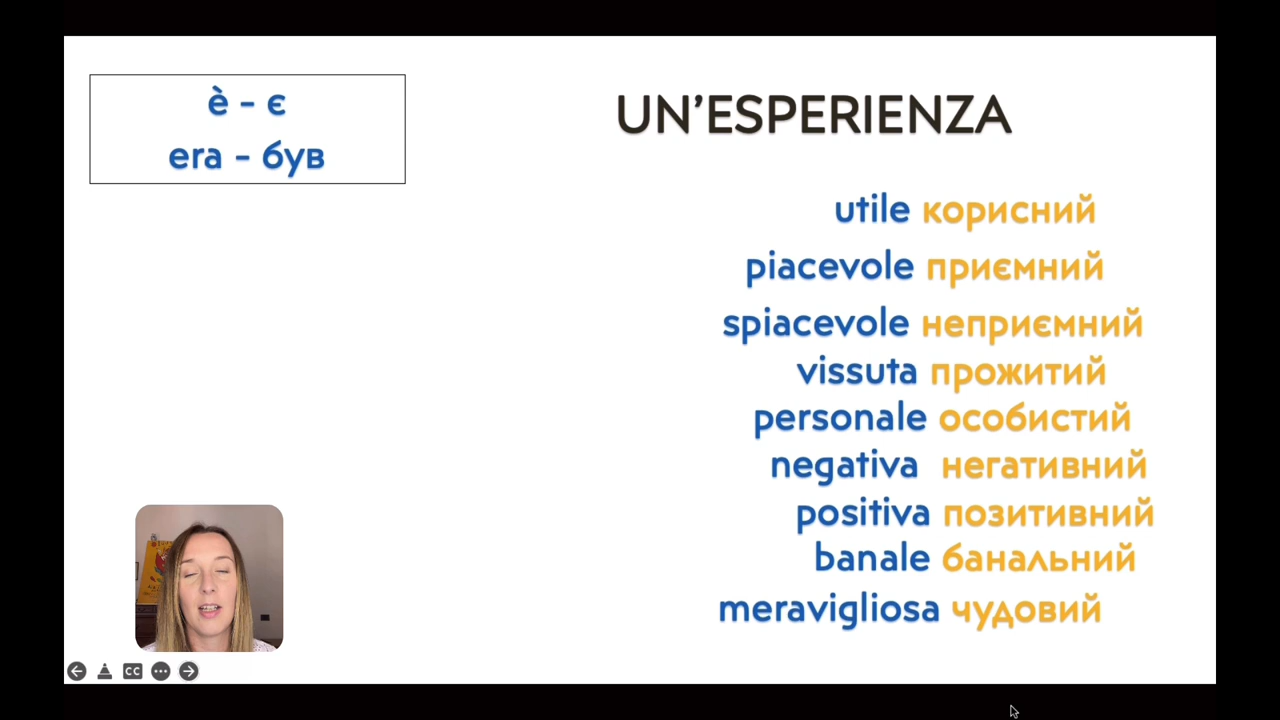 è - є
era - був
UN'ESPERIENZA
utile корисний
piacevole приємний
spiacevole неприємний
vissuta прожитий
personale особистий
negativa негативний
positiva позитивний
banale банальний
meravigliosa чудовий
CC